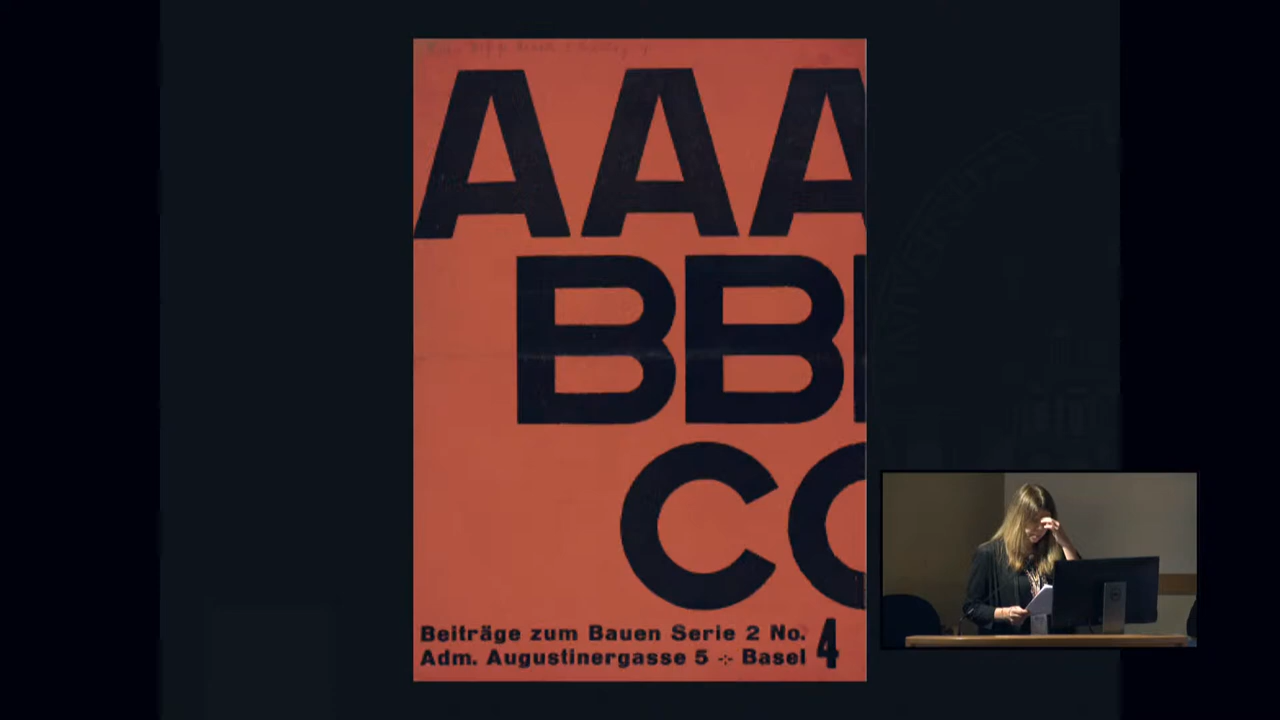 AAA
BB
CC
Beiträge zum Bauen Serie 2 No. 4
Adm. Augustinergasse 5 ÷ Basel